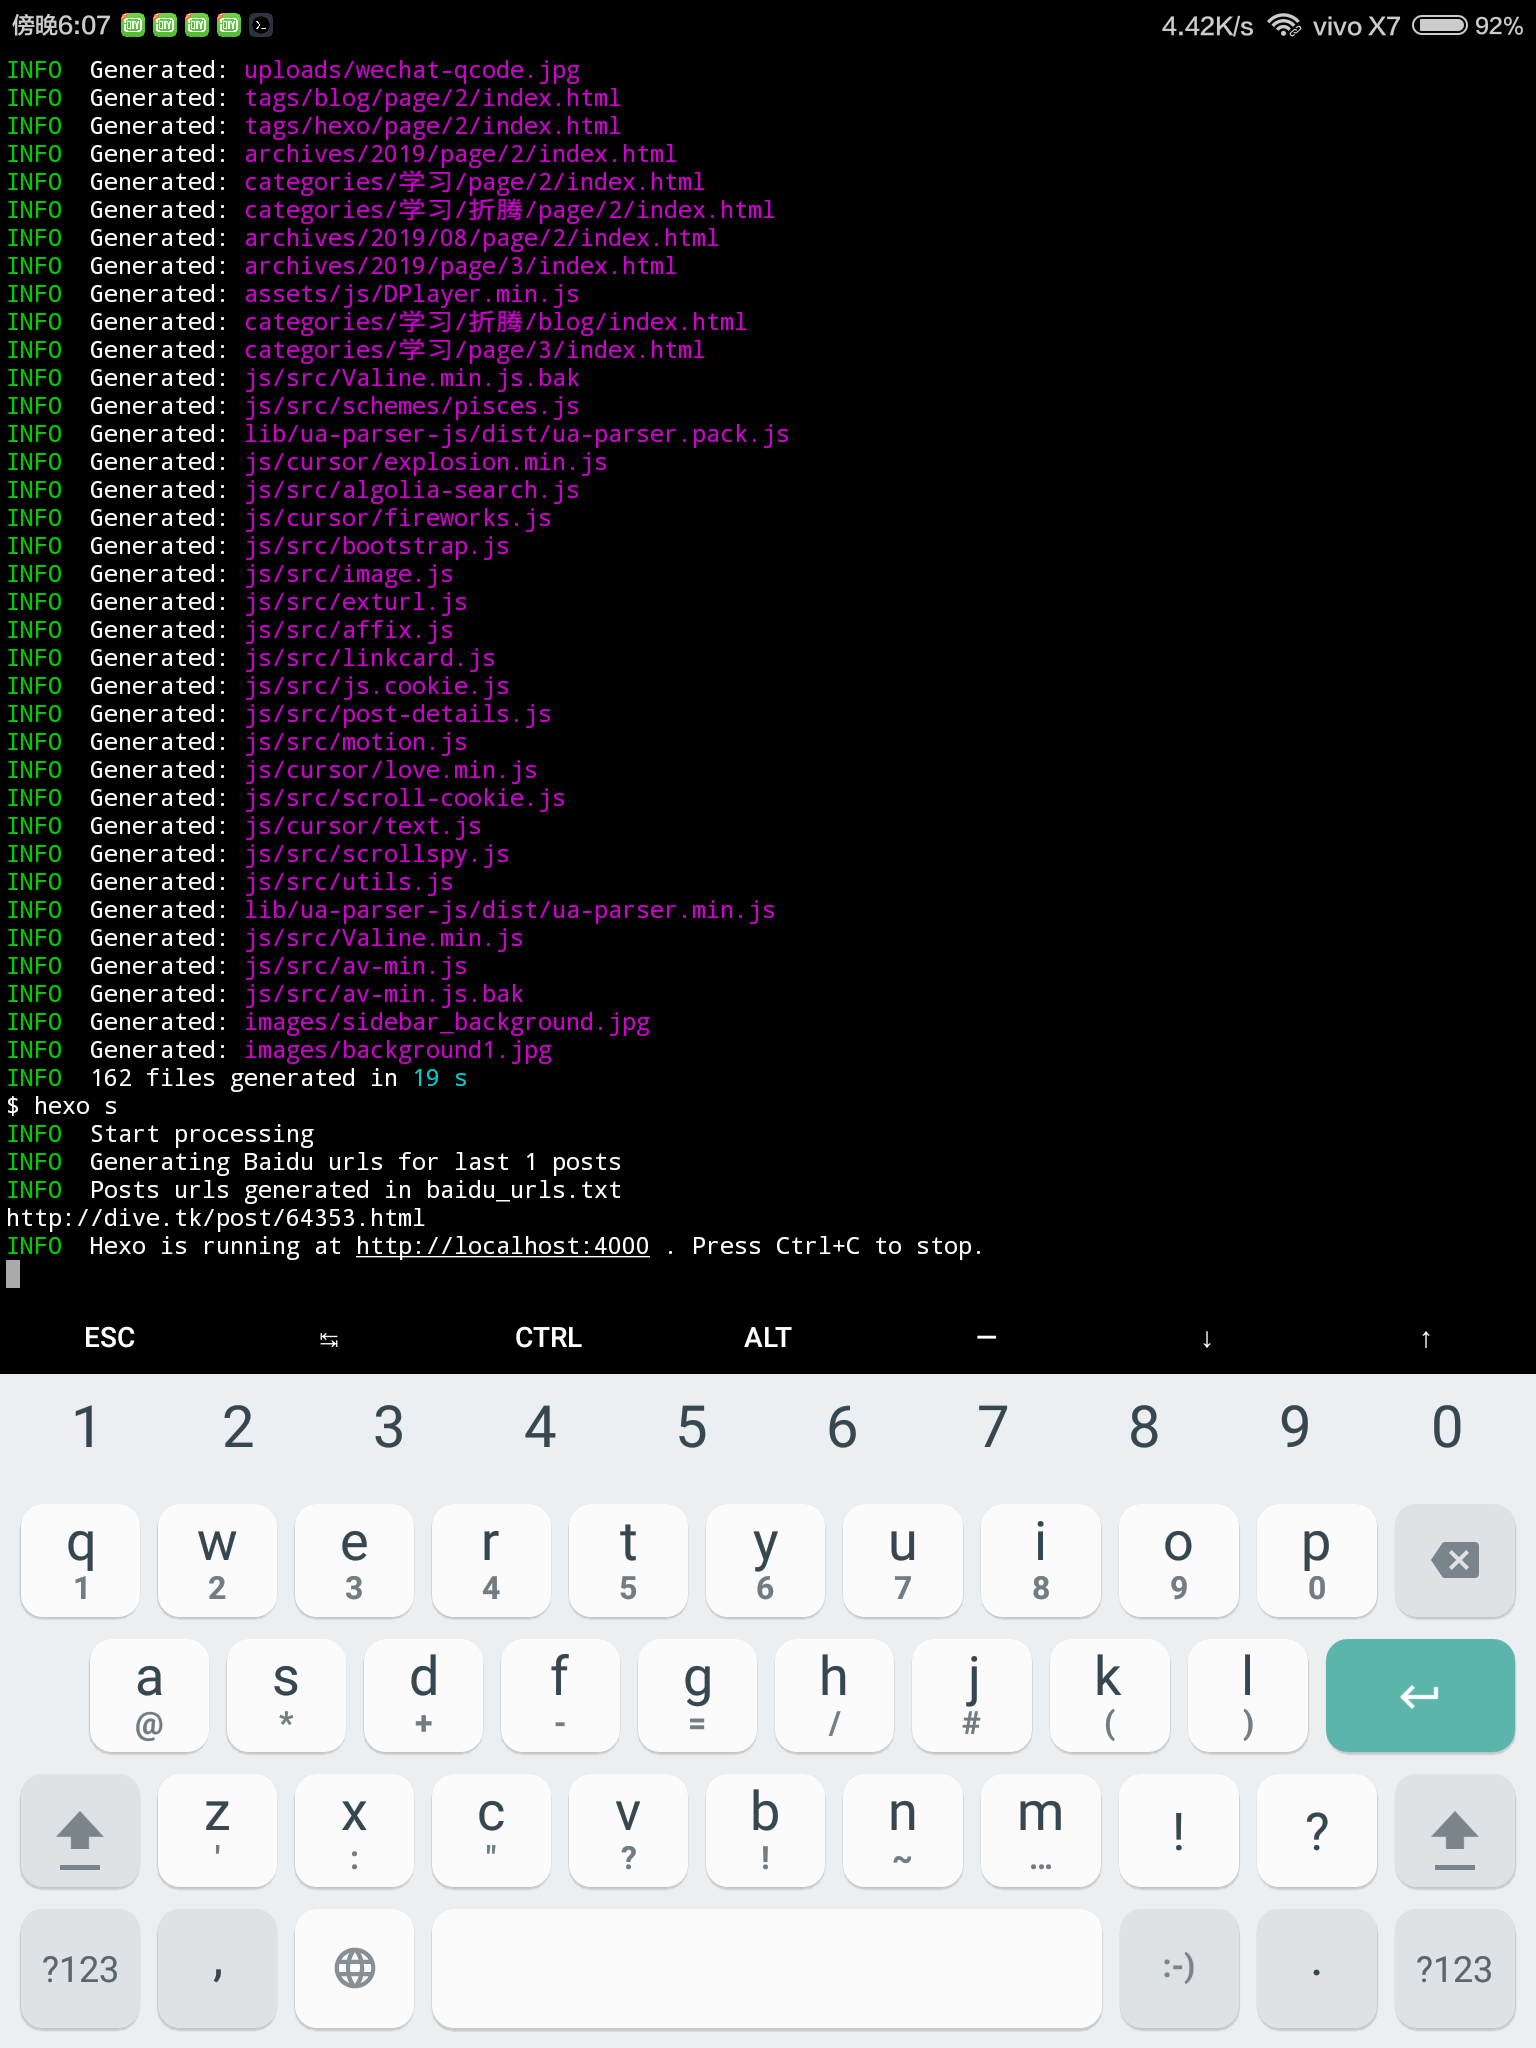 傍晚6:07 4.42K/s vivo X7 92%
INFO  Generated: uploads/wechat-qcode.jpg
INFO  Generated: tags/blog/page/2/index.html
INFO  Generated: tags/hexo/page/2/index.html
INFO  Generated: archives/2019/page/2/index.html
INFO  Generated: categories/学习/page/2/index.html
INFO  Generated: categories/学习/折腾/page/2/index.html
INFO  Generated: archives/2019/08/page/2/index.html
INFO  Generated: archives/2019/page/3/index.html
INFO  Generated: assets/js/DPlayer.min.js
INFO  Generated: categories/学习/折腾/blog/index.html
INFO  Generated: categories/学习/page/3/index.html
INFO  Generated: js/src/Valine.min.js.bak
INFO  Generated: js/src/schemes/pisces.js
INFO  Generated: lib/ua-parser-js/dist/ua-parser.pack.js
INFO  Generated: js/cursor/explosion.min.js
INFO  Generated: js/src/algolia-search.js
INFO  Generated: js/cursor/fireworks.js
INFO  Generated: js/src/bootstrap.js
INFO  Generated: js/src/image.js
INFO  Generated: js/src/exturl.js
INFO  Generated: js/src/affix.js
INFO  Generated: js/src/linkcard.js
INFO  Generated: js/src/js.cookie.js
INFO  Generated: js/src/post-details.js
INFO  Generated: js/src/motion.js
INFO  Generated: js/cursor/love.min.js
INFO  Generated: js/src/scroll-cookie.js
INFO  Generated: js/cursor/text.js
INFO  Generated: js/src/scrollspy.js
INFO  Generated: js/src/utils.js
INFO  Generated: lib/ua-parser-js/dist/ua-parser.min.js
INFO  Generated: js/src/Valine.min.js
INFO  Generated: js/src/av-min.js
INFO  Generated: js/src/av-min.js.bak
INFO  Generated: images/sidebar_background.jpg
INFO  Generated: images/background1.jpg
INFO  162 files generated in 19 s
$ hexo s
INFO  Start processing
INFO  Generating Baidu urls for last 1 posts
INFO  Posts urls generated in baidu_urls.txt
http://dive.tk/post/64353.html
INFO  Hexo is running at http://localhost:4000 . Press Ctrl+C to stop.
ESC ↹ CTRL ALT — ↓ ↑
1 2 3 4 5 6 7 8 9 0
q w e r t y u i o p
1 2 3 4 5 6 7 8 9 0
a s d f g h j k l
@ * + - = / # ( )
z x c v b n m ! ?
' : " ? ! ~ …
?123 , :-) . ?123